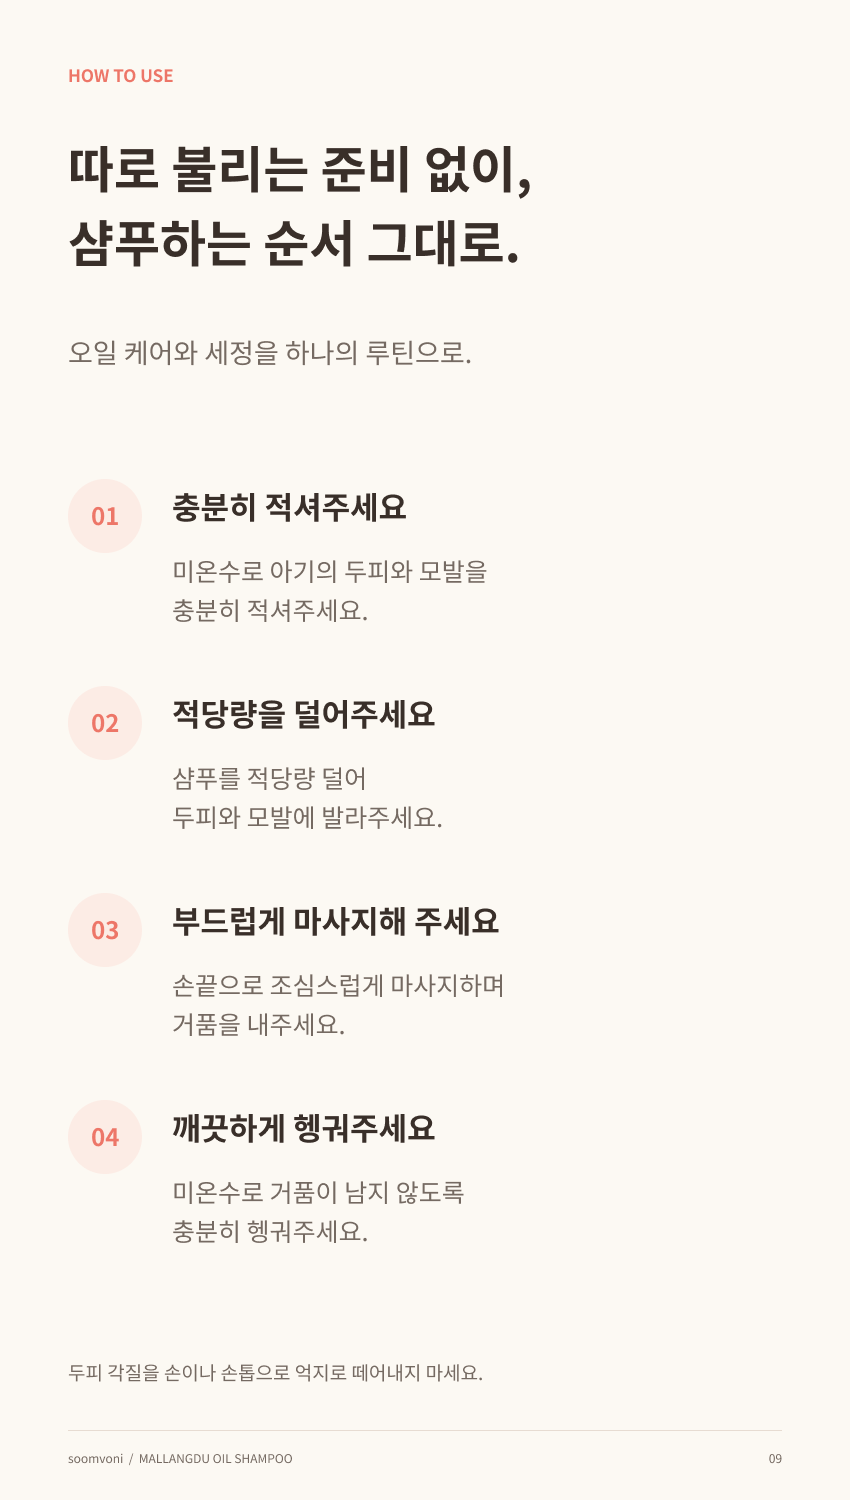 HOW TO USE
따로 불리는 준비 없이,
샴푸하는 순서 그대로.
오일 케어와 세정을 하나의 루틴으로.
01
충분히 적셔주세요
미온수로 아기의 두피와 모발을
충분히 적셔주세요.
02
적당량을 덜어주세요
샴푸를 적당량 덜어
두피와 모발에 발라주세요.
03
부드럽게 마사지해 주세요
손끝으로 조심스럽게 마사지하며
거품을 내주세요.
04
깨끗하게 헹궈주세요
미온수로 거품이 남지 않도록
충분히 헹궈주세요.
두피 각질을 손이나 손톱으로 억지로 떼어내지 마세요.
soomvoni / MALLANGDU OIL SHAMPOO
09